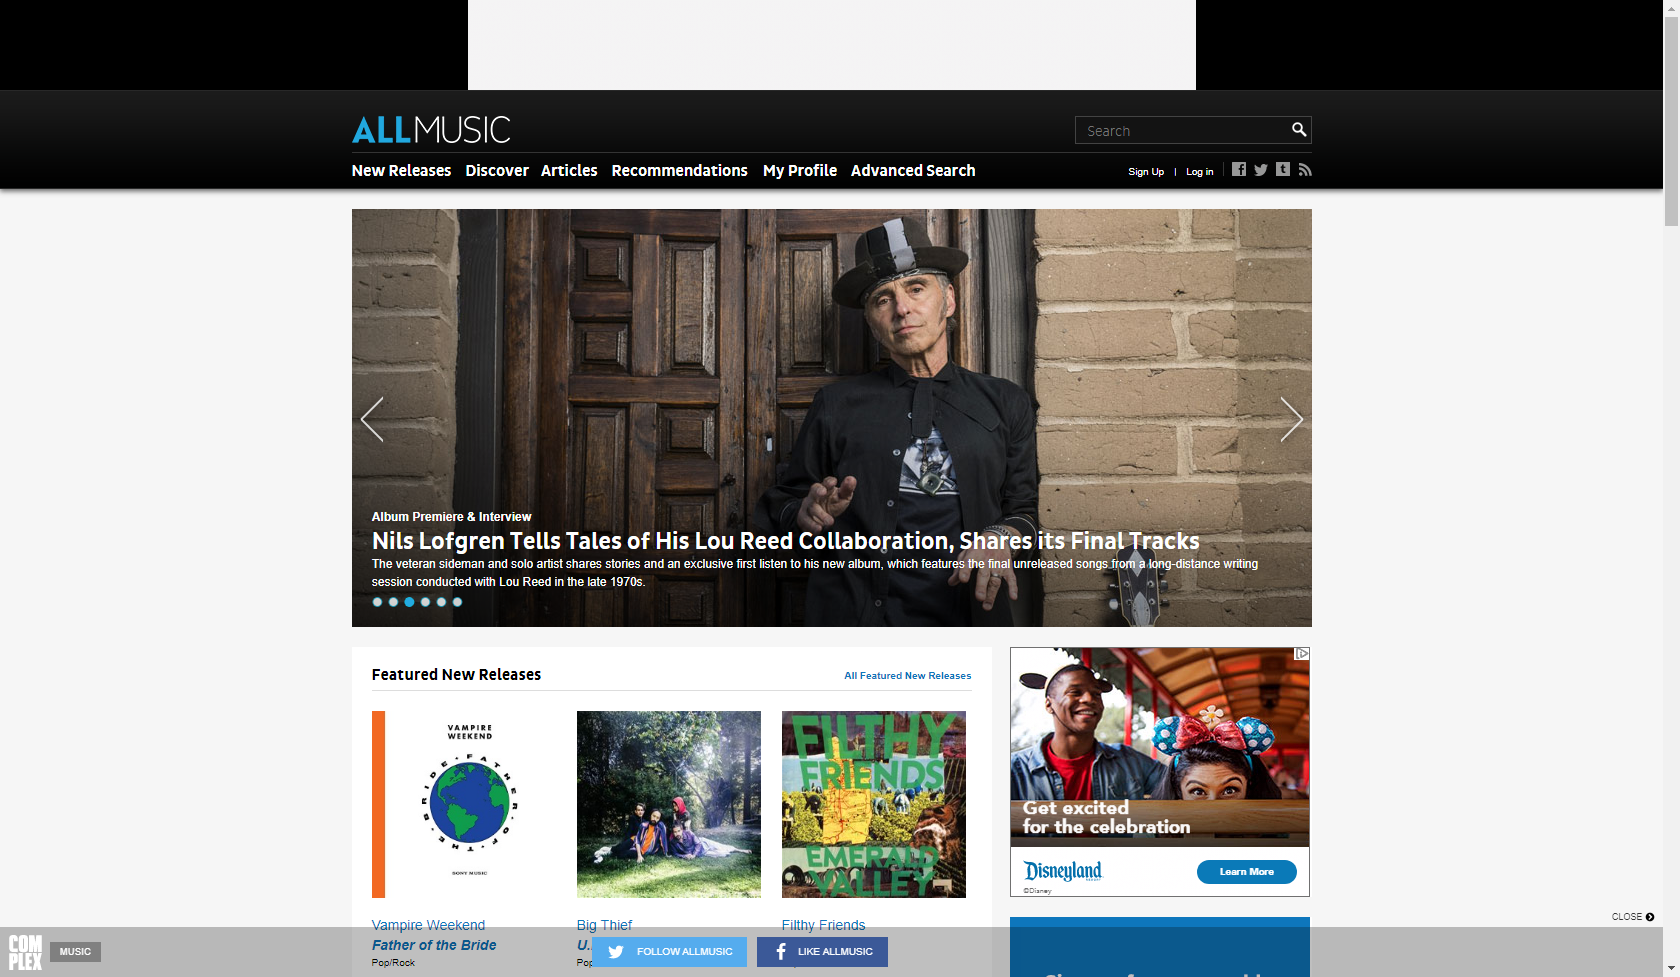 ALLMUSIC
Search
New Releases Discover Articles Recommendations My Profile Advanced Search
Sign Up | Log in
Album Premiere & Interview
Nils Lofgren Tells Tales of His Lou Reed Collaboration, Shares its Final Tracks
The veteran sideman and solo artist shares stories and an exclusive first listen to his new album, which features the final unreleased songs from a long-distance writing
session conducted with Lou Reed in the late 1970s.
Featured New Releases
All Featured New Releases
VAMPIRE
WEEKEND
FATHER OF THE BRIDE
SONY MUSIC
FILTHY
FRIENDS
EMERALD
VALLEY
Get excited
for the celebration
Disneyland
RESORT
©Disney
Learn More
Vampire Weekend
Father of the Bride
Pop/Rock
Big Thief
U.
Pop
Filthy Friends
CLOSE
COM
PLEX
MUSIC
FOLLOW ALLMUSIC
LIKE ALLMUSIC